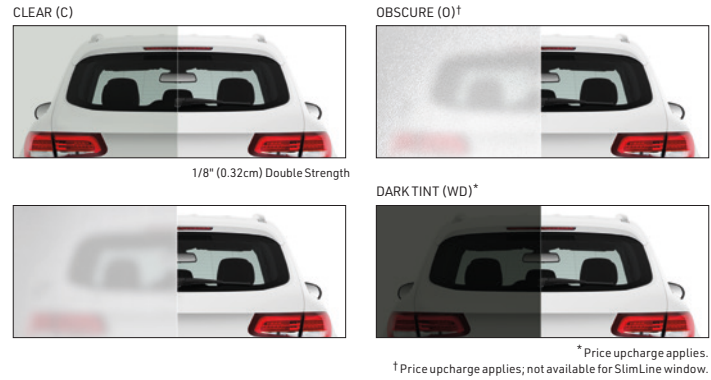 CLEAR (C)
OBSCURE (O)†
1/8" (0.32cm) Double Strength
DARK TINT (WD)*
* Price upcharge applies.
† Price upcharge applies; not available for SlimLine window.